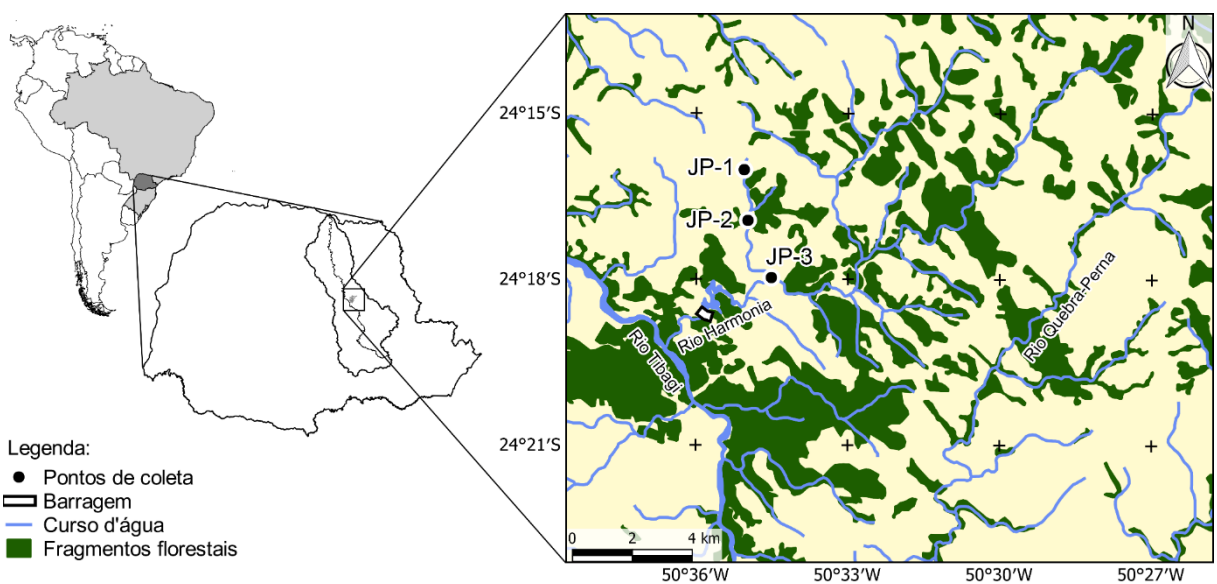 N
24°15'S
JP-1
JP-2
JP-3
24°18'S
Rio Harmonia
Rio Tibagi
Rio Quebra-Perna
24°21'S
0 2 4 km
50°36'W 50°33'W 50°30'W 50°27'W
Legenda:
Pontos de coleta
Barragem
Curso d'água
Fragmentos florestais